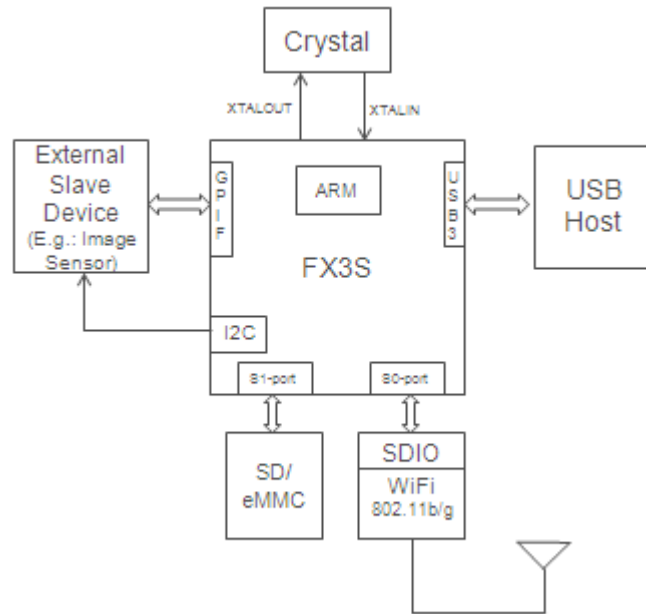 Crystal
XTALOUT
XTALIN
External
Slave
Device
(E.g.: Image
Sensor)
GPIF
ARM
USB3
USB
Host
FX3S
I2C
S1-port
S0-port
SD/
eMMC
SDIO
WiFi
802.11b/g